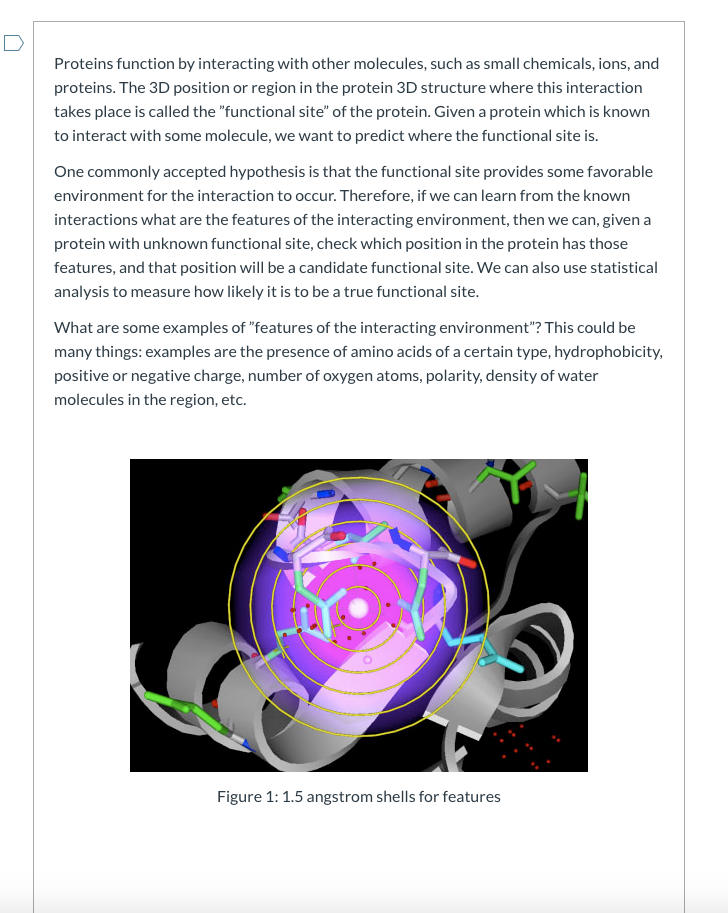 Proteins function by interacting with other molecules, such as small chemicals, ions, and
proteins. The 3D position or region in the protein 3D structure where this interaction
takes place is called the ”functional site” of the protein. Given a protein which is known
to interact with some molecule, we want to predict where the functional site is.
One commonly accepted hypothesis is that the functional site provides some favorable
environment for the interaction to occur. Therefore, if we can learn from the known
interactions what are the features of the interacting environment, then we can, given a
protein with unknown functional site, check which position in the protein has those
features, and that position will be a candidate functional site. We can also use statistical
analysis to measure how likely it is to be a true functional site.
What are some examples of ”features of the interacting environment”? This could be
many things: examples are the presence of amino acids of a certain type, hydrophobicity,
positive or negative charge, number of oxygen atoms, polarity, density of water
molecules in the region, etc.
Figure 1: 1.5 angstrom shells for features